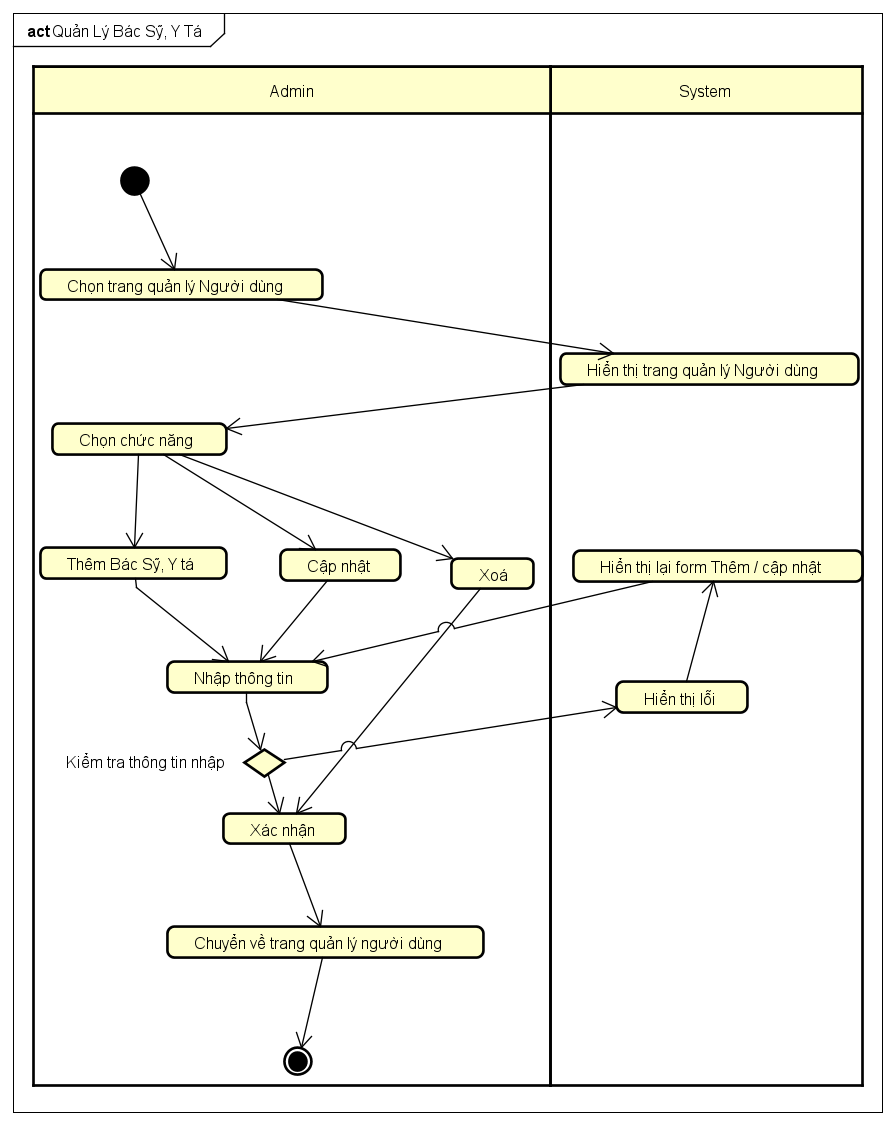 act Quản Lý Bác Sỹ, Y Tá
Admin
System
Chọn trang quản lý Người dùng
Hiển thị trang quản lý Người dùng
Chọn chức năng
Thêm Bác Sỹ, Y tá
Cập nhật
Xoá
Hiển thị lại form Thêm / cập nhật
Nhập thông tin
Hiển thị lỗi
Kiểm tra thông tin nhập
Xác nhận
Chuyển về trang quản lý người dùng